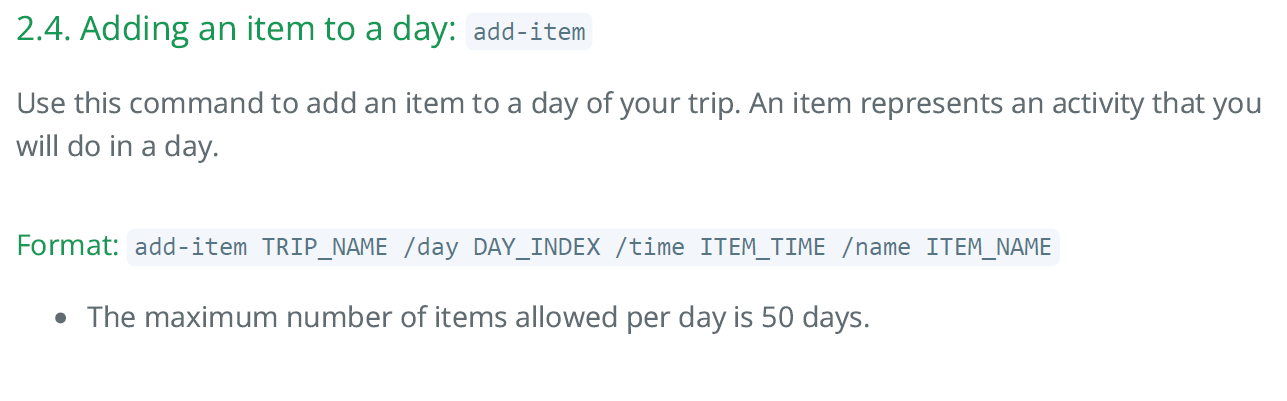 2.4. Adding an item to a day: add-item
Use this command to add an item to a day of your trip. An item represents an activity that you
will do in a day.
Format: add-item TRIP_NAME /day DAY_INDEX /time ITEM_TIME /name ITEM_NAME
• The maximum number of items allowed per day is 50 days.